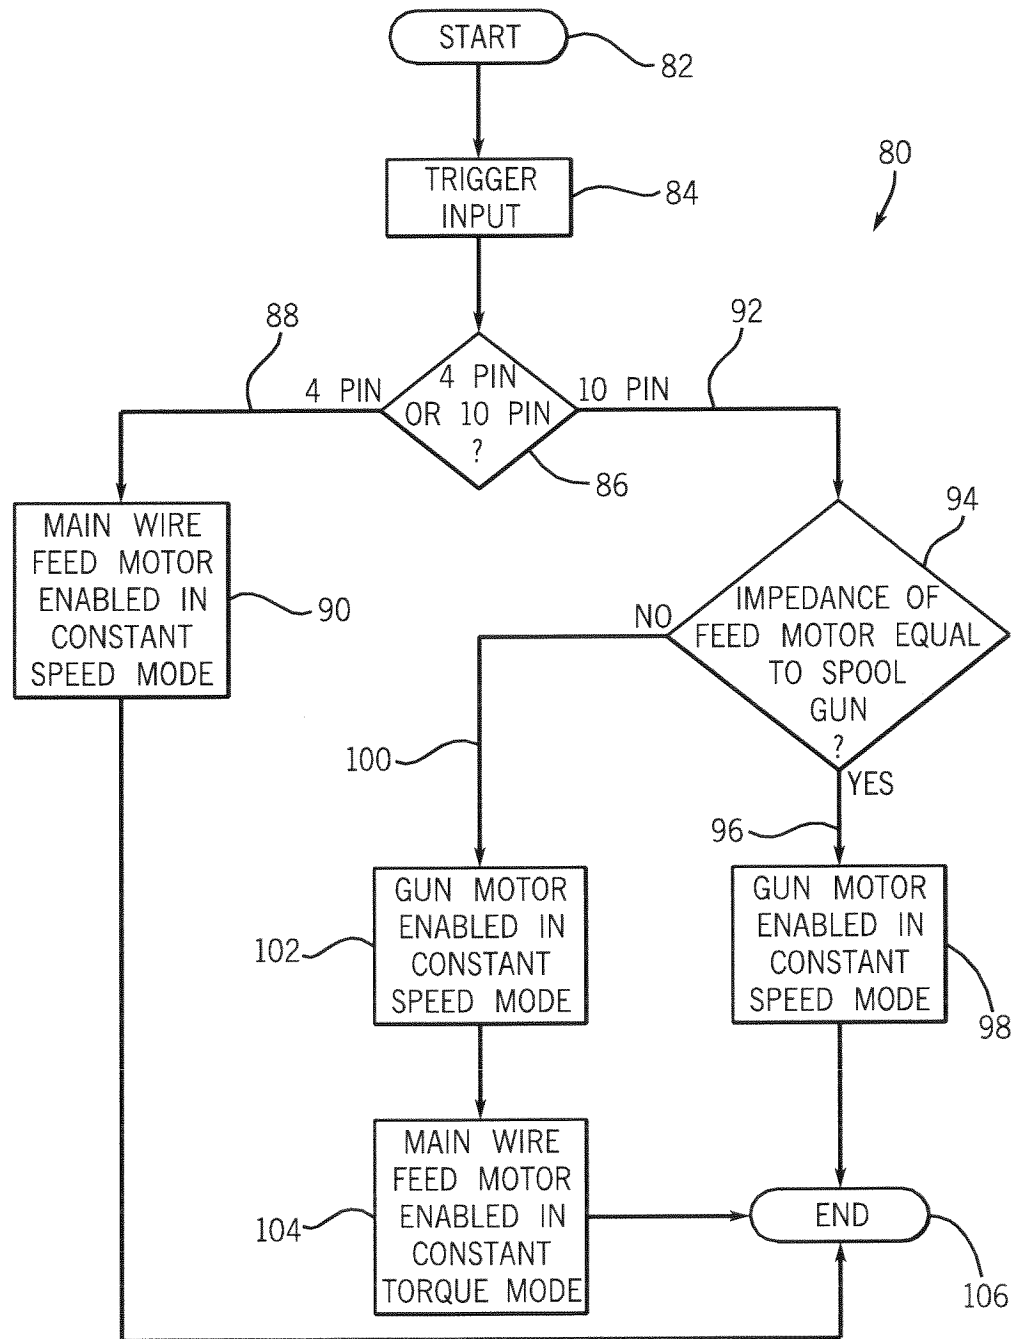 START
82
TRIGGER
INPUT
84
80
88
92
4 PIN
4 PIN
OR 10 PIN
?
10 PIN
86
MAIN WIRE
FEED MOTOR
ENABLED IN
CONSTANT
SPEED MODE
90
94
IMPEDANCE OF
FEED MOTOR EQUAL
TO SPOOL
GUN
?
NO
YES
100
96
GUN MOTOR
ENABLED IN
CONSTANT
SPEED MODE
102
GUN MOTOR
ENABLED IN
CONSTANT
SPEED MODE
98
MAIN WIRE
FEED MOTOR
ENABLED IN
CONSTANT
TORQUE MODE
104
END
106